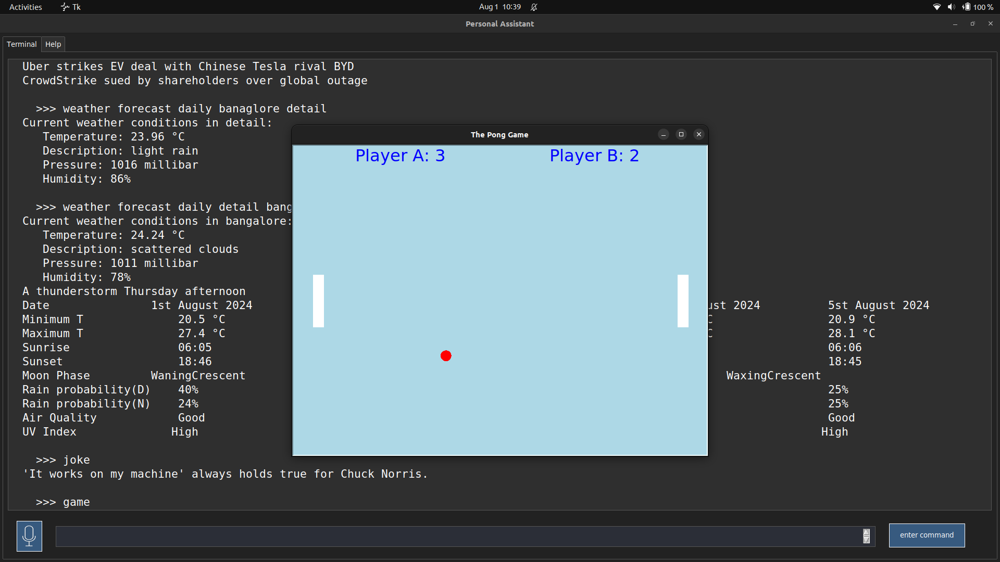 Activities Tk Aug 1 10:39 100 %
Personal Assistant
Terminal Help
Uber strikes EV deal with Chinese Tesla rival BYD
CrowdStrike sued by shareholders over global outage
>>> weather forecast daily banaglore detail
Current weather conditions in detail:
Temperature: 23.96 °C
Description: light rain
Pressure: 1016 millibar
Humidity: 86%
>>> weather forecast daily detail bang
Current weather conditions in bangalore:
Temperature: 24.24 °C
Description: scattered clouds
Pressure: 1011 millibar
Humidity: 78%
A thunderstorm Thursday afternoon
Date 1st August 2024 ust 2024 5st August 2024
Minimum T 20.5 °C C 20.9 °C
Maximum T 27.4 °C C 28.1 °C
Sunrise 06:05 06:06
Sunset 18:46 18:45
Moon Phase WaningCrescent WaxingCrescent
Rain probability(D) 40% 25%
Rain probability(N) 24% 25%
Air Quality Good Good
UV Index High High
>>> joke
'It works on my machine' always holds true for Chuck Norris.
>>> game
The Pong Game
Player A: 3 Player B: 2
enter command